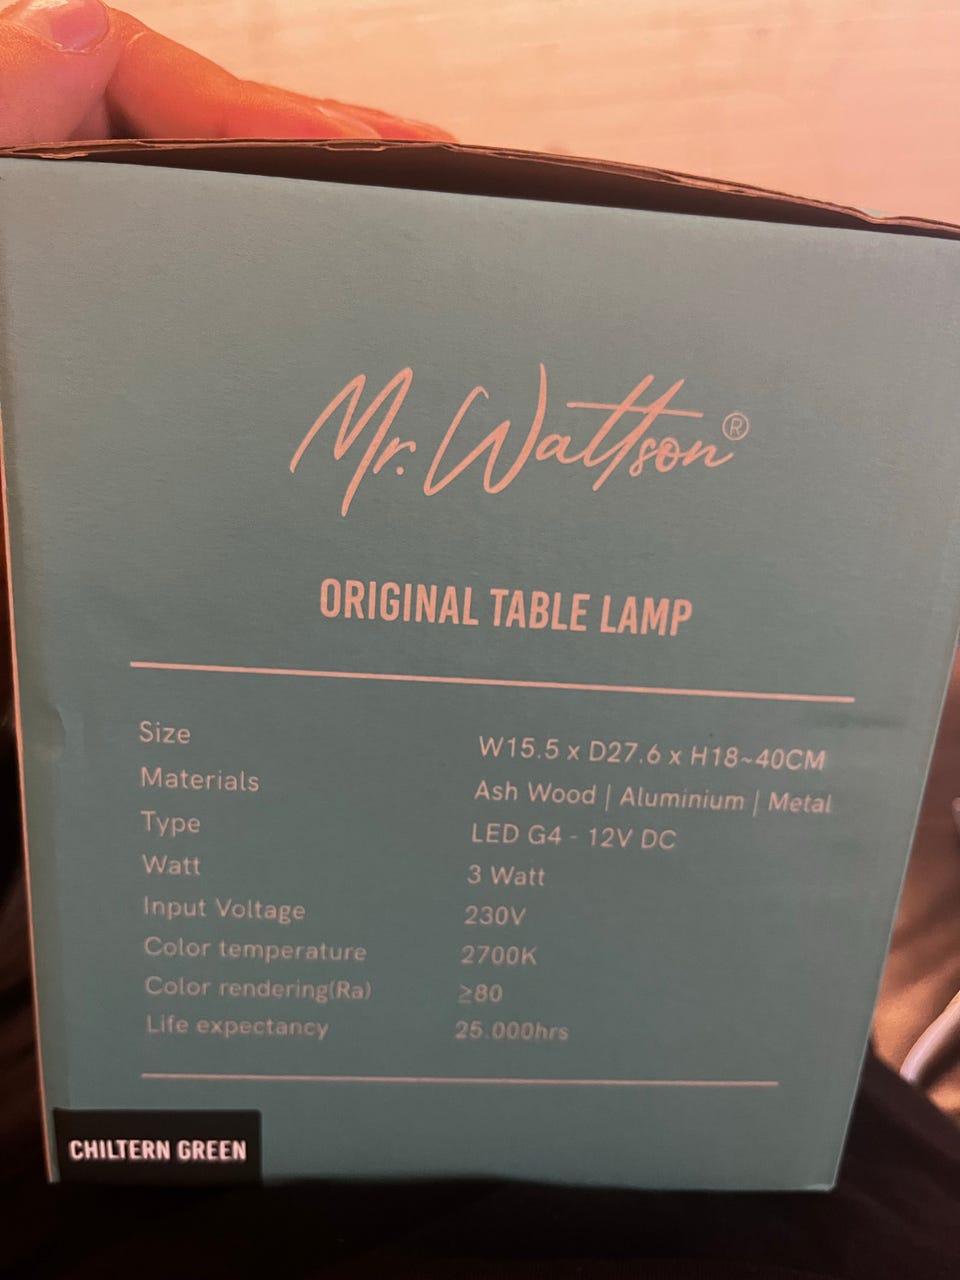 Mr. Wattson®
ORIGINAL TABLE LAMP
Size W15.5 x D27.6 x H18~40CM
Materials Ash Wood | Aluminium | Metal
Type LED G4 - 12V DC
Watt 3 Watt
Input Voltage 230V
Color temperature 2700K
Color rendering(Ra) ≥80
Life expectancy 25.000hrs
CHILTERN GREEN